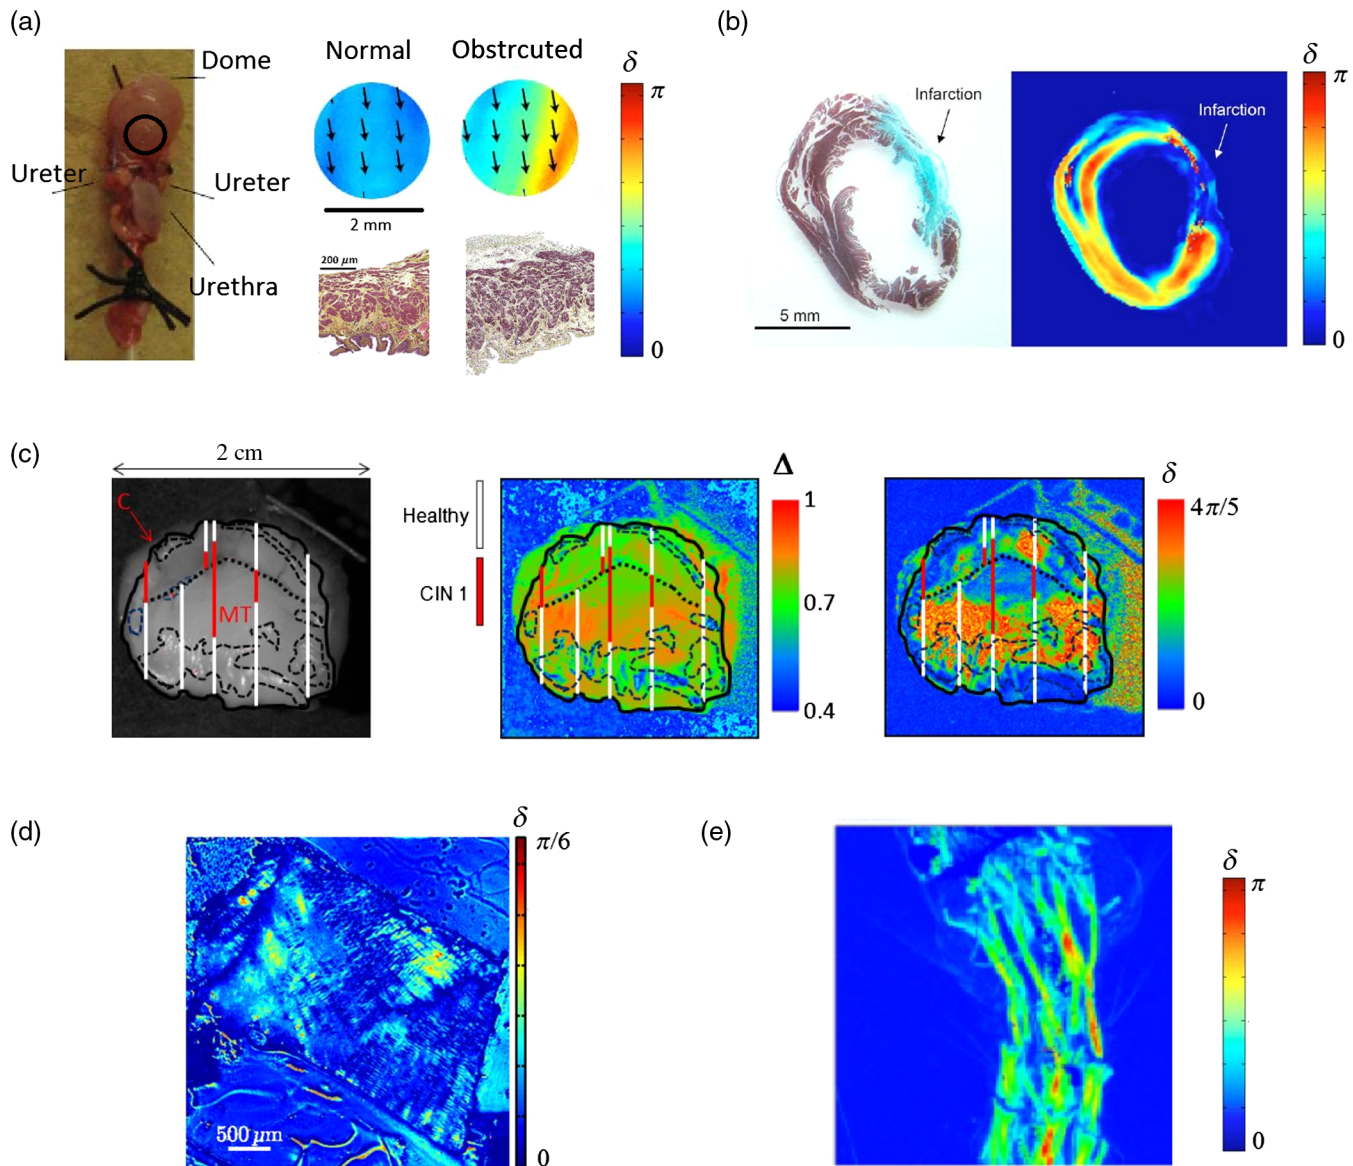 (a)
Dome
Ureter
Ureter
Urethra
Normal
Obstrcuted
2 mm
200 μm
δ
π
0
(b)
Infarction
5 mm
Infarction
δ
π
0
(c)
2 cm
C
MT
Healthy
CIN 1
Δ
1
0.7
0.4
δ
4π/5
0
(d)
500 μm
δ
π/6
0
(e)
δ
π
0